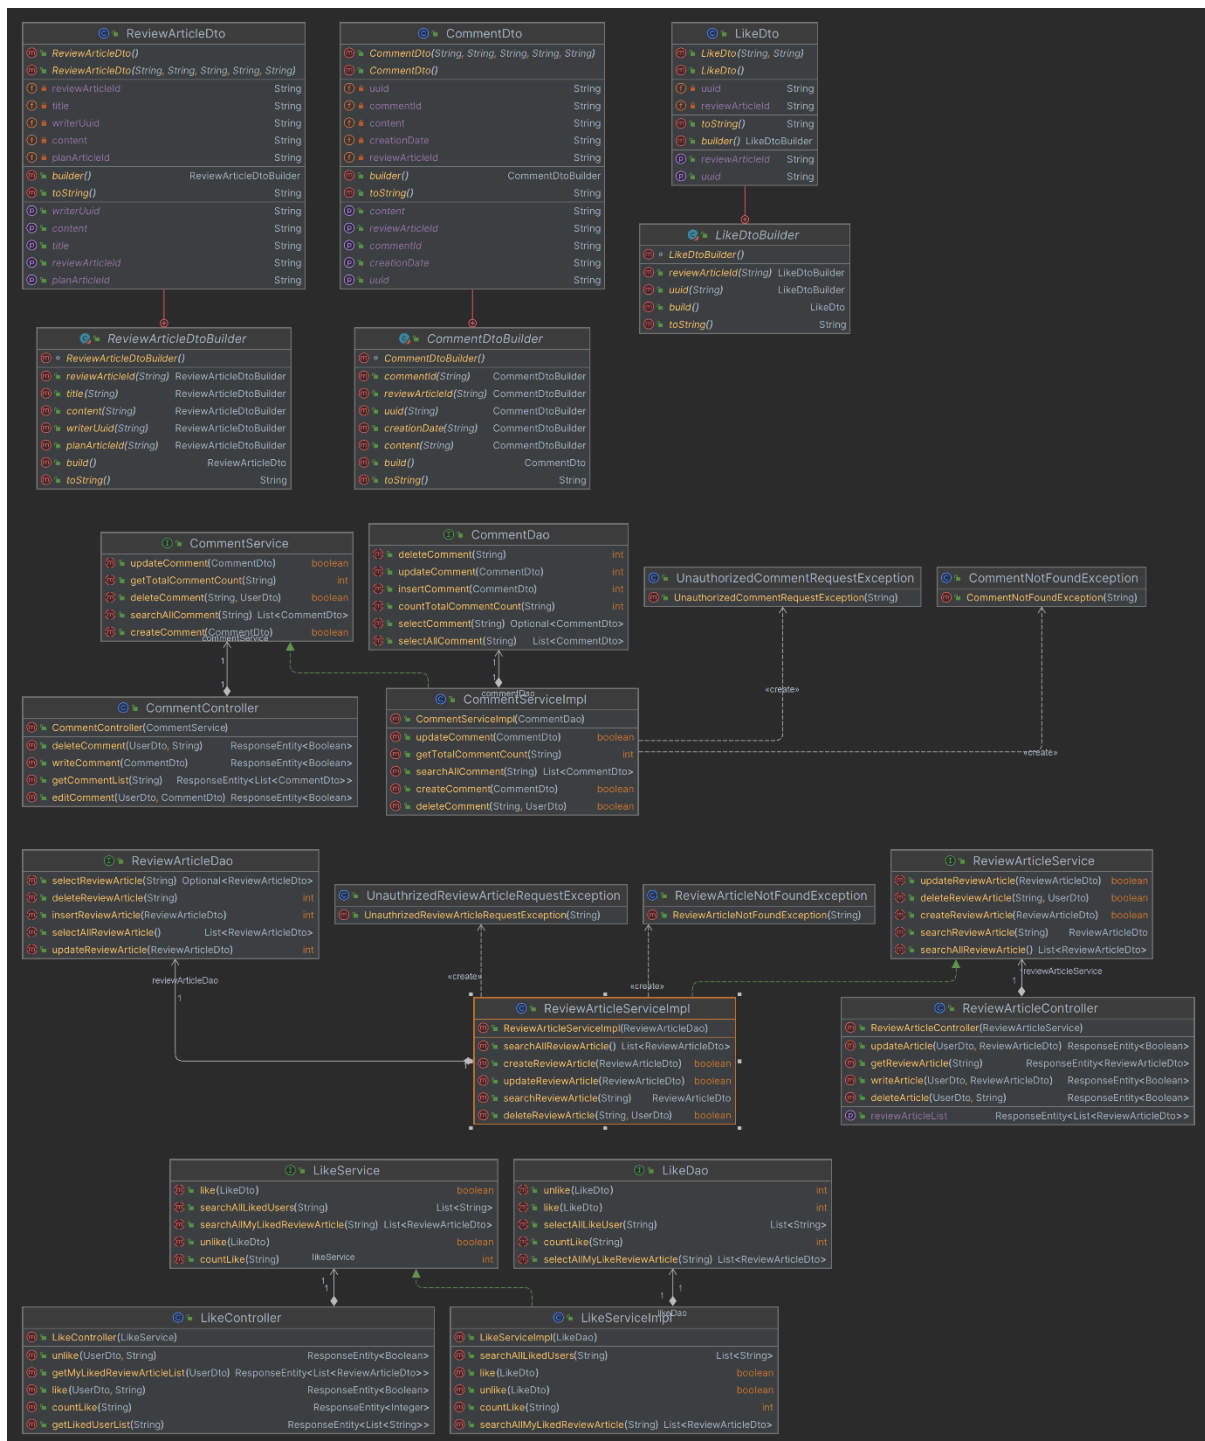 ReviewArticleDto
ReviewArticleDto()
ReviewArticleDto(String, String, String, String, String)
reviewArticleId String
title String
writerUuid String
content String
planArticleId String
builder() ReviewArticleDtoBuilder
toString() String
writerUuid String
content String
title String
reviewArticleId String
planArticleId String
CommentDto
CommentDto(String, String, String, String, String)
CommentDto()
uuid String
commentId String
content String
creationDate String
reviewArticleId String
builder() CommentDtoBuilder
toString() String
content String
reviewArticleId String
commentId String
creationDate String
uuid String
LikeDto
LikeDto(String, String)
LikeDto()
uuid String
reviewArticleId String
toString() String
builder() LikeDtoBuilder
reviewArticleId String
uuid String
LikeDtoBuilder
LikeDtoBuilder()
reviewArticleId(String) LikeDtoBuilder
uuid(String) LikeDtoBuilder
build() LikeDto
toString() String
ReviewArticleDtoBuilder
ReviewArticleDtoBuilder()
reviewArticleId(String) ReviewArticleDtoBuilder
title(String) ReviewArticleDtoBuilder
content(String) ReviewArticleDtoBuilder
writerUuid(String) ReviewArticleDtoBuilder
planArticleId(String) ReviewArticleDtoBuilder
build() ReviewArticleDto
toString() String
CommentDtoBuilder
CommentDtoBuilder()
commentId(String) CommentDtoBuilder
reviewArticleId(String) CommentDtoBuilder
uuid(String) CommentDtoBuilder
creationDate(String) CommentDtoBuilder
content(String) CommentDtoBuilder
build() CommentDto
toString() String
CommentService
updateComment(CommentDto) boolean
getTotalCommentCount(String) int
deleteComment(String, UserDto) boolean
searchAllComment(String) List<CommentDto>
createComment(CommentDto) boolean
commentService
1
1
CommentDao
deleteComment(String) int
updateComment(CommentDto) int
insertComment(CommentDto) int
countTotalCommentCount(String) int
selectComment(String) Optional<CommentDto>
selectAllComment(String) List<CommentDto>
1
commentDao
UnauthorizedCommentRequestException
UnauthorizedCommentRequestException(String)
CommentNotFoundException
CommentNotFoundException(String)
«create»
«create»
CommentController
CommentController(CommentService)
deleteComment(UserDto, String) ResponseEntity<Boolean>
writeComment(CommentDto) ResponseEntity<Boolean>
getCommentList(String) ResponseEntity<List<CommentDto>>
editComment(UserDto, CommentDto) ResponseEntity<Boolean>
CommentServiceImpl
CommentServiceImpl(CommentDao)
updateComment(CommentDto) boolean
getTotalCommentCount(String) int
searchAllComment(String) List<CommentDto>
createComment(CommentDto) boolean
deleteComment(String, UserDto) boolean
ReviewArticleDao
selectReviewArticle(String) Optional<ReviewArticleDto>
deleteReviewArticle(String) int
insertReviewArticle(ReviewArticleDto) int
selectAllReviewArticle() List<ReviewArticleDto>
updateReviewArticle(ReviewArticleDto) int
reviewArticleDao
1
UnauthrizedReviewArticleRequestException
UnauthrizedReviewArticleRequestException(String)
ReviewArticleNotFoundException
ReviewArticleNotFoundException(String)
«create»
«create»
ReviewArticleService
updateReviewArticle(ReviewArticleDto) boolean
deleteReviewArticle(String, UserDto) boolean
createReviewArticle(ReviewArticleDto) boolean
searchReviewArticle(String) ReviewArticleDto
searchAllReviewArticle() List<ReviewArticleDto>
reviewArticleService
1
ReviewArticleServiceImpl
ReviewArticleServiceImpl(ReviewArticleDao)
searchAllReviewArticle() List<ReviewArticleDto>
createReviewArticle(ReviewArticleDto) boolean
updateReviewArticle(ReviewArticleDto) boolean
searchReviewArticle(String) ReviewArticleDto
deleteReviewArticle(String, UserDto) boolean
ReviewArticleController
ReviewArticleController(ReviewArticleService)
updateArticle(UserDto, ReviewArticleDto) ResponseEntity<Boolean>
getReviewArticle(String) ResponseEntity<ReviewArticleDto>
writeArticle(UserDto, ReviewArticleDto) ResponseEntity<Boolean>
deleteArticle(UserDto, String) ResponseEntity<Boolean>
reviewArticleList ResponseEntity<List<ReviewArticleDto>>
LikeService
like(LikeDto) boolean
searchAllLikedUsers(String) List<String>
searchAllMyLikedReviewArticle(String) List<ReviewArticleDto>
unlike(LikeDto) boolean
countLike(String) int
likeService
1
1
LikeDao
unlike(LikeDto) int
like(LikeDto) int
selectAllLikeUser(String) List<String>
countLike(String) int
selectAllMyLikeReviewArticle(String) List<ReviewArticleDto>
1
1
likeDao
LikeController
LikeController(LikeService)
unlike(UserDto, String) ResponseEntity<Boolean>
getMyLikedReviewArticleList(UserDto) ResponseEntity<List<ReviewArticleDto>>
like(UserDto, String) ResponseEntity<Boolean>
countLike(String) ResponseEntity<Integer>
getLikedUserList(String) ResponseEntity<List<String>>
LikeServiceImpl
LikeServiceImpl(LikeDao)
searchAllLikedUsers(String) List<String>
like(LikeDto) boolean
unlike(LikeDto) boolean
countLike(String) int
searchAllMyLikedReviewArticle(String) List<ReviewArticleDto>